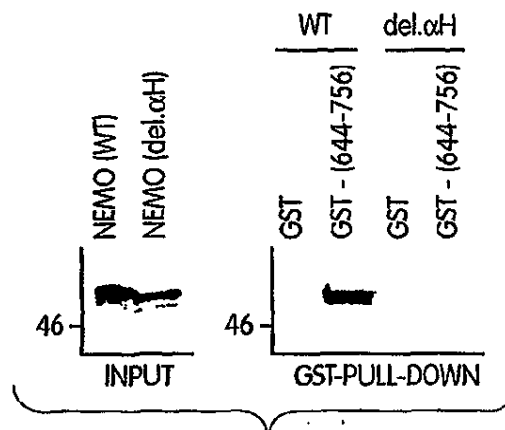 WT
del.αH
NEMO (WT)
NEMO (del.αH)
GST
GST - (644-756)
GST
GST - (644-756)
46
46
INPUT
GST-PULL-DOWN